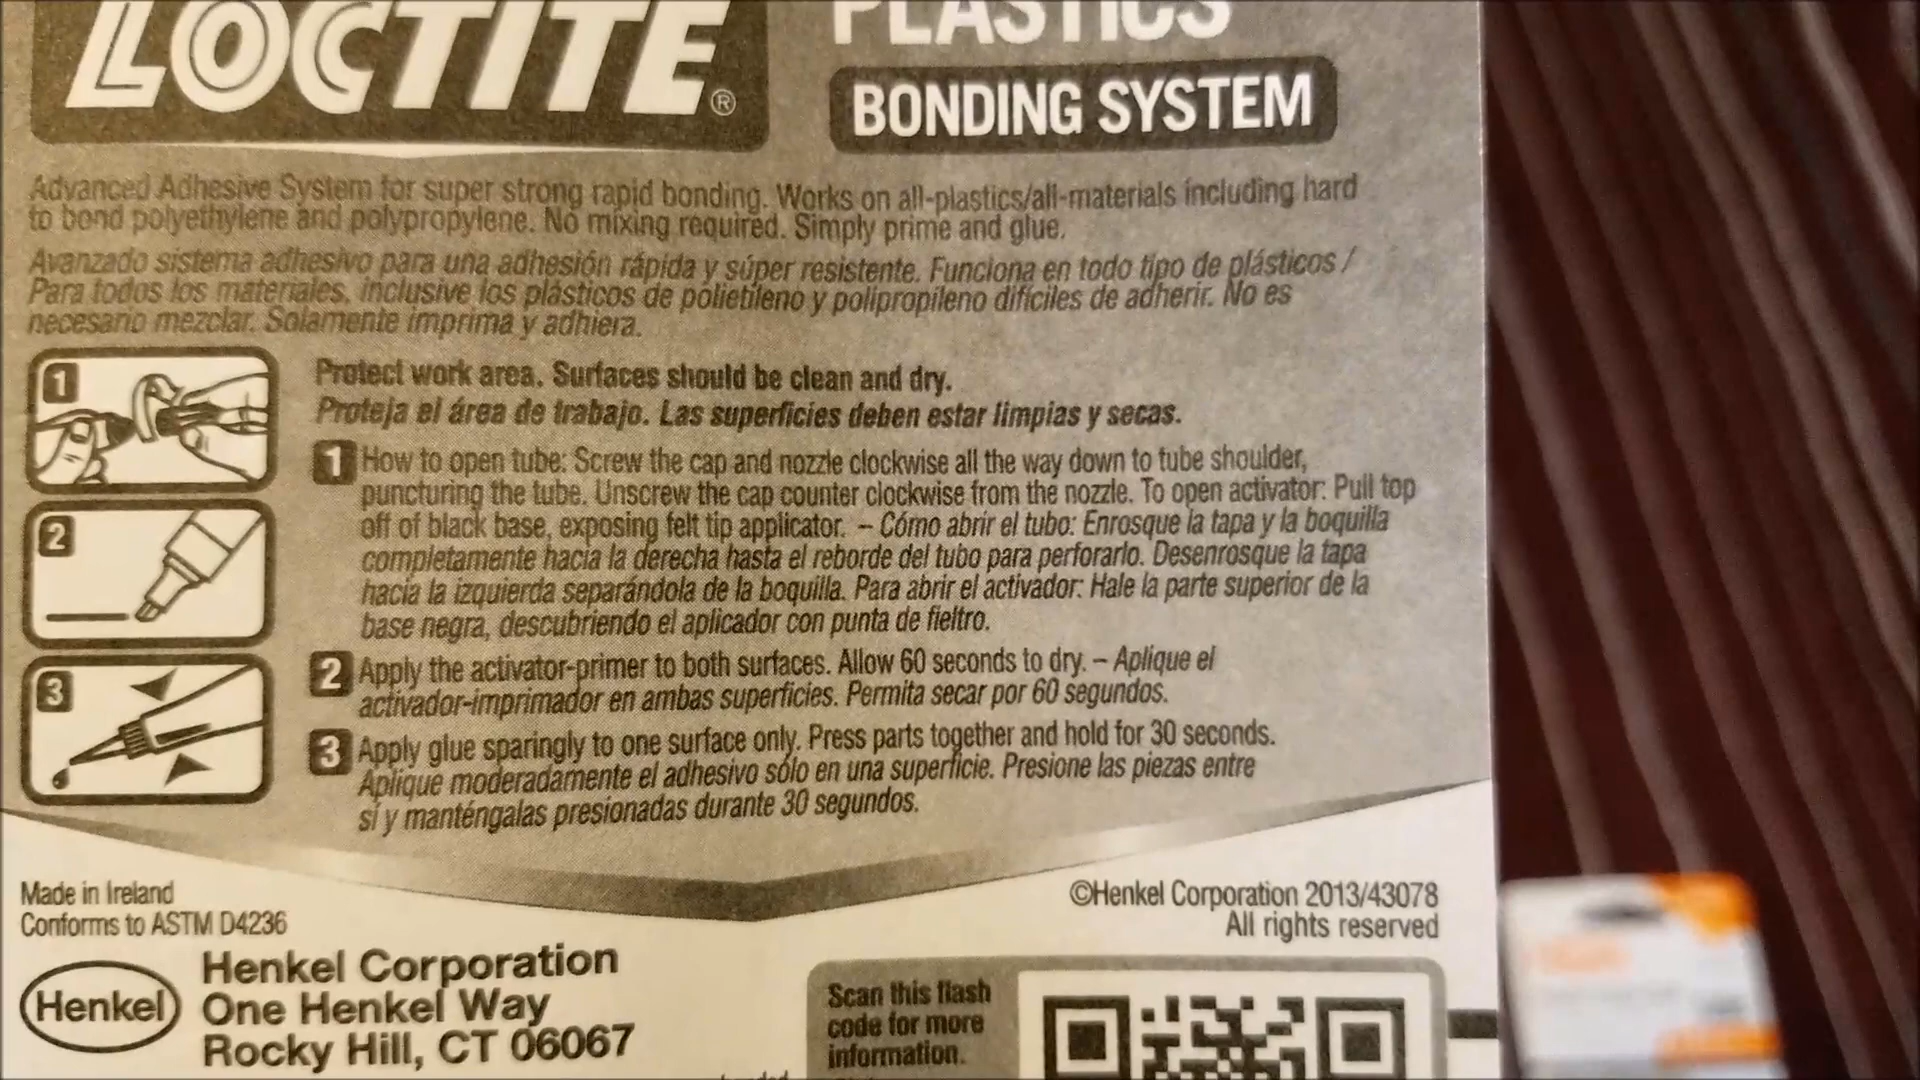 LOCTITE®
PLASTICS
BONDING SYSTEM
Advanced Adhesive System for super strong rapid bonding. Works on all-plastics/all-materials including hard
to bond polyethylene and polypropylene. No mixing required. Simply prime and glue.
Avanzado sistema adhesivo para una adhesión rápida y súper resistente. Funciona en todo tipo de plásticos /
Para todos los materiales, inclusive los plásticos de polietileno y polipropileno difíciles de adherir. No es
necesario mezclar. Solamente imprima y adhiera.
Protect work area. Surfaces should be clean and dry.
Proteja el área de trabajo. Las superficies deben estar limpias y secas.
1
1 How to open tube: Screw the cap and nozzle clockwise all the way down to tube shoulder,
puncturing the tube. Unscrew the cap counter clockwise from the nozzle. To open activator: Pull top
off of black base, exposing felt tip applicator. – Cómo abrir el tubo: Enrosque la tapa y la boquilla
completamente hacia la derecha hasta el reborde del tubo para perforarlo. Desenrosque la tapa
hacia la izquierda separándola de la boquilla. Para abrir el activador: Hale la parte superior de la
base negra, descubriendo el aplicador con punta de fieltro.
2
2 Apply the activator-primer to both surfaces. Allow 60 seconds to dry. – Aplique el
activador-imprimador en ambas superficies. Permita secar por 60 segundos.
3
3 Apply glue sparingly to one surface only. Press parts together and hold for 30 seconds.
Aplique moderadamente el adhesivo sólo en una superficie. Presione las piezas entre
sí y manténgalas presionadas durante 30 segundos.
Made in Ireland
Conforms to ASTM D4236
©Henkel Corporation 2013/43078
All rights reserved
Henkel
Henkel Corporation
One Henkel Way
Rocky Hill, CT 06067
Scan this flash
code for more
information.